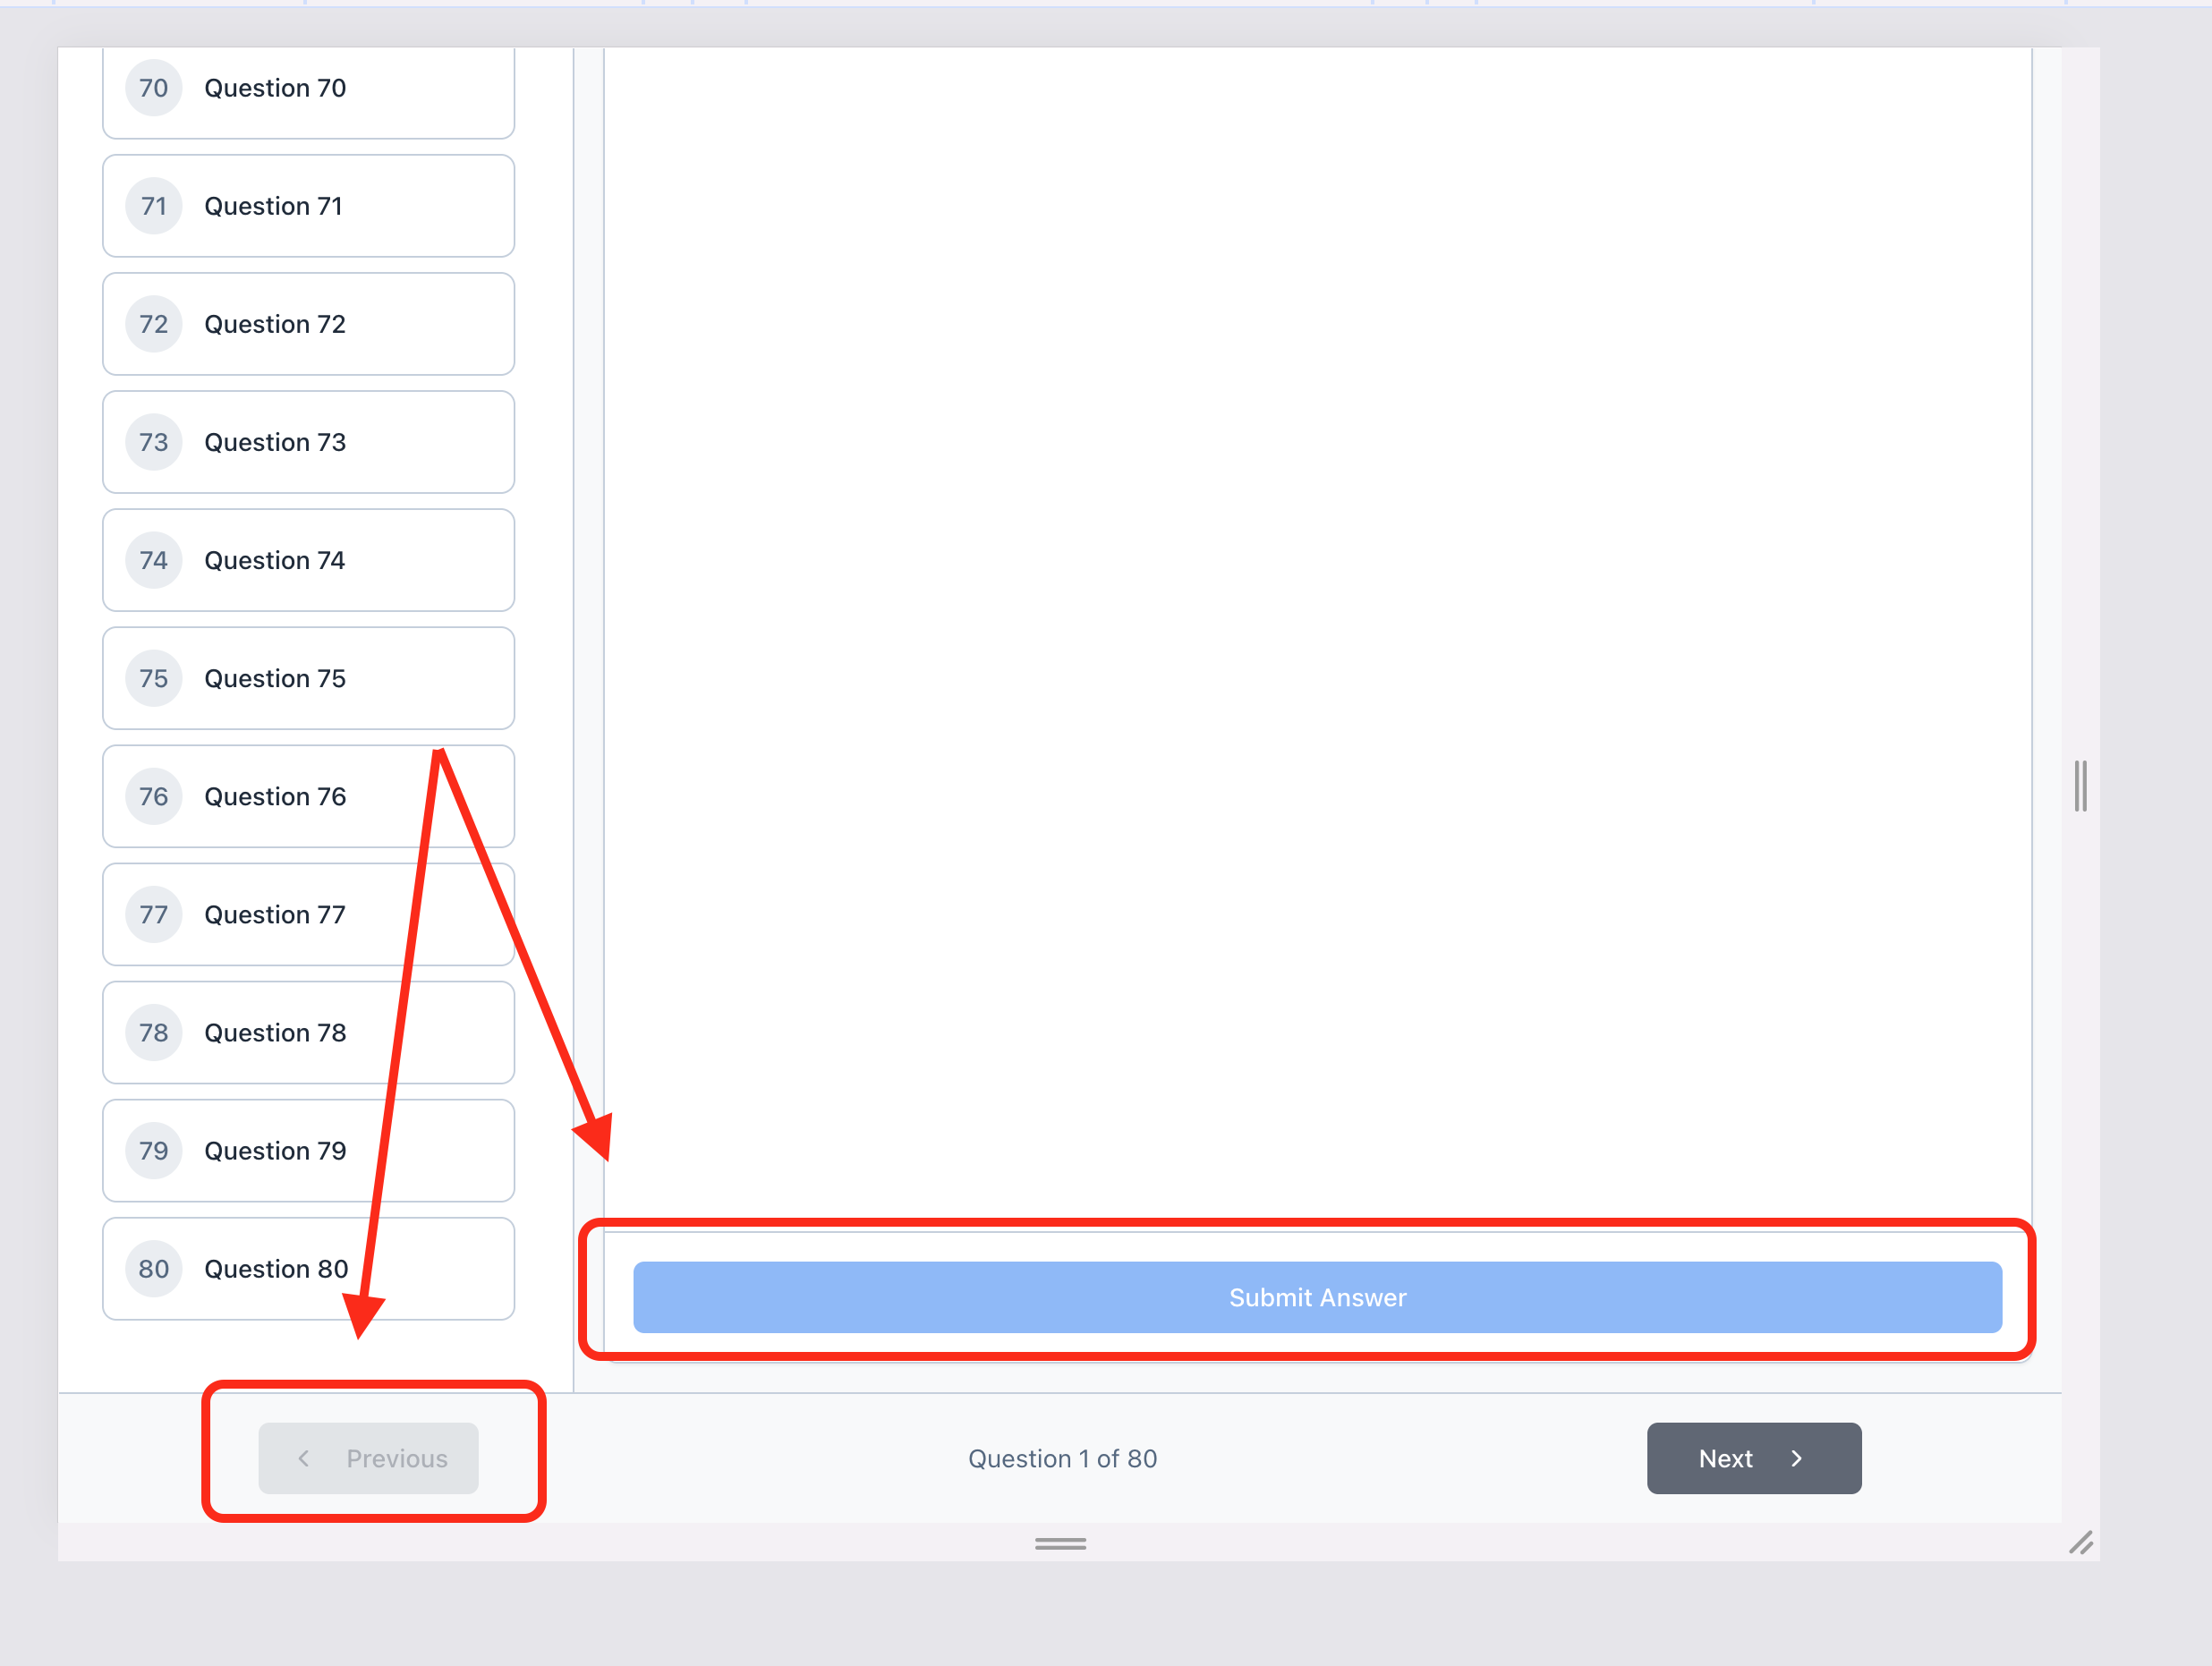 70 Question 70
71 Question 71
72 Question 72
73 Question 73
74 Question 74
75 Question 75
76 Question 76
77 Question 77
78 Question 78
79 Question 79
80 Question 80
Submit Answer
Previous
Question 1 of 80
Next